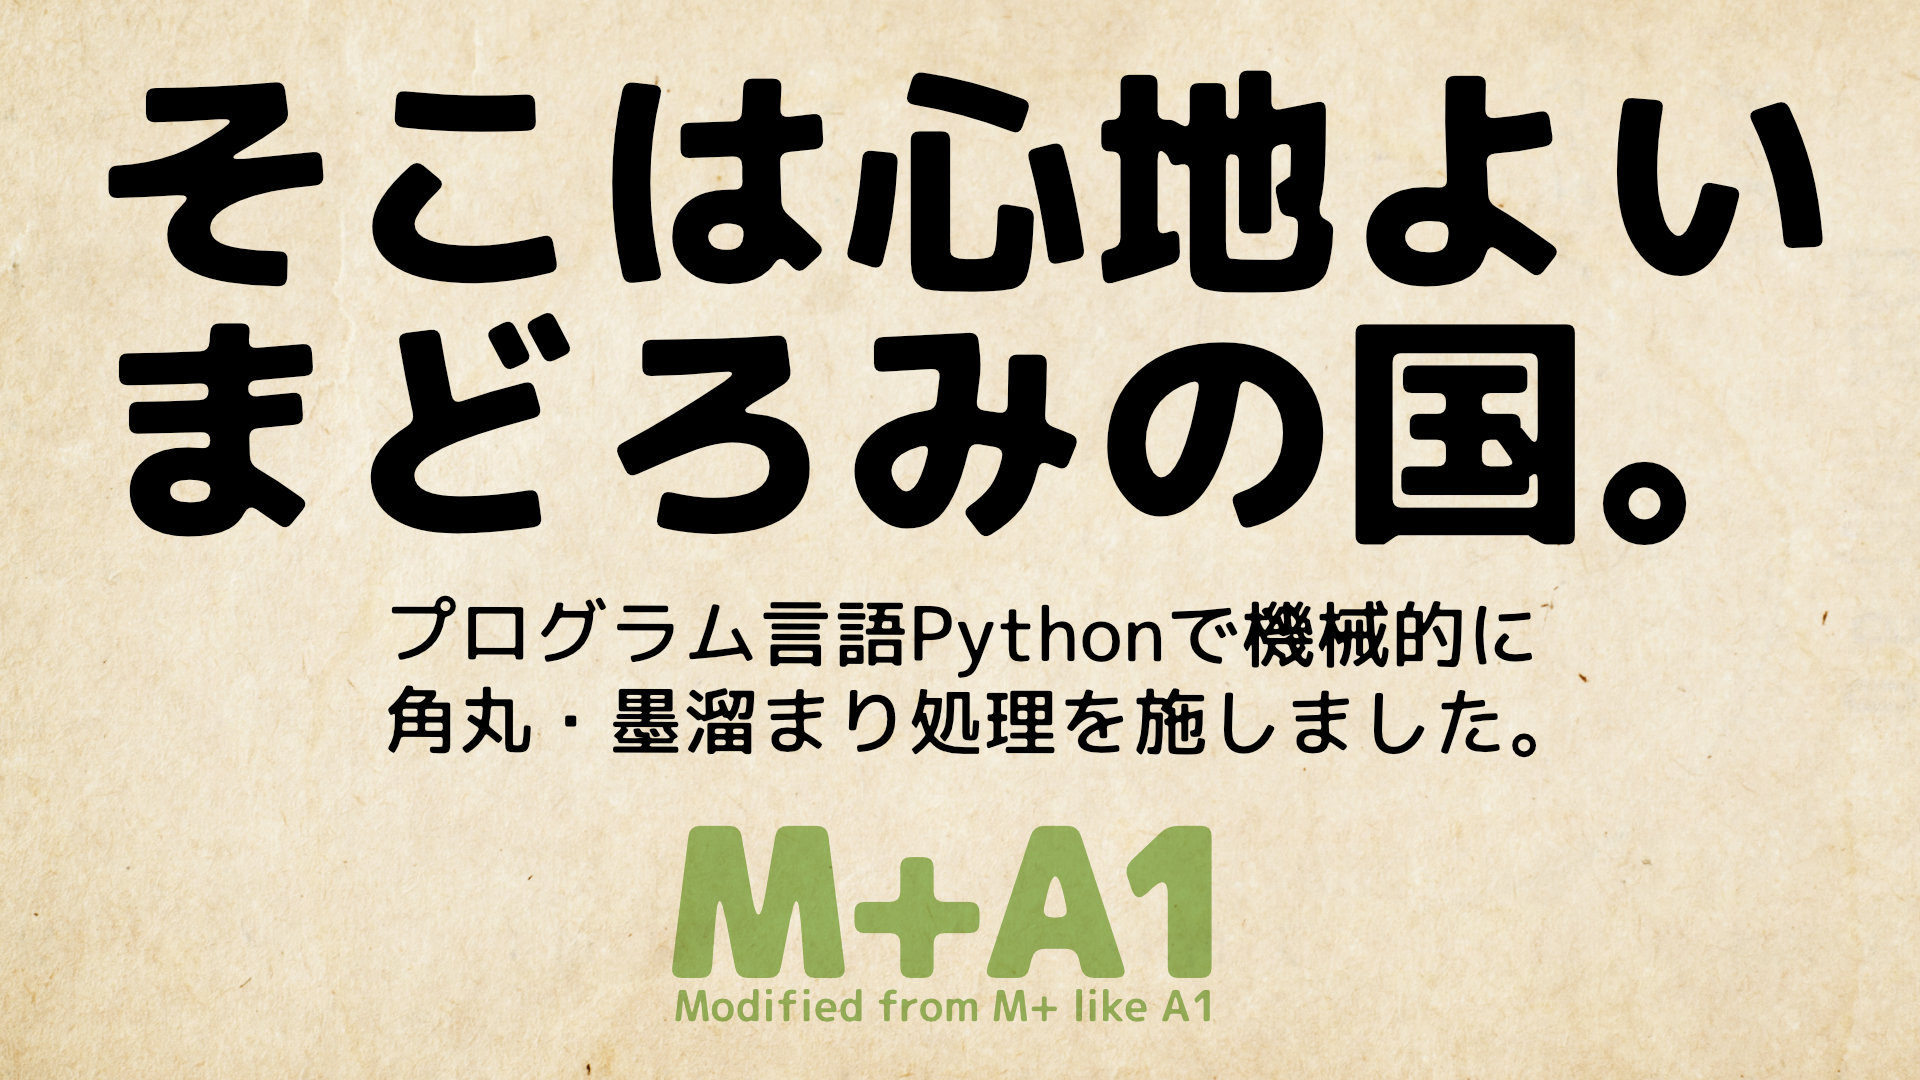 そこは心地よい
まどろみの国。
プログラム言語Pythonで機械的に
角丸・墨溜まり処理を施しました。
M+A1
Modified from M+ like A1